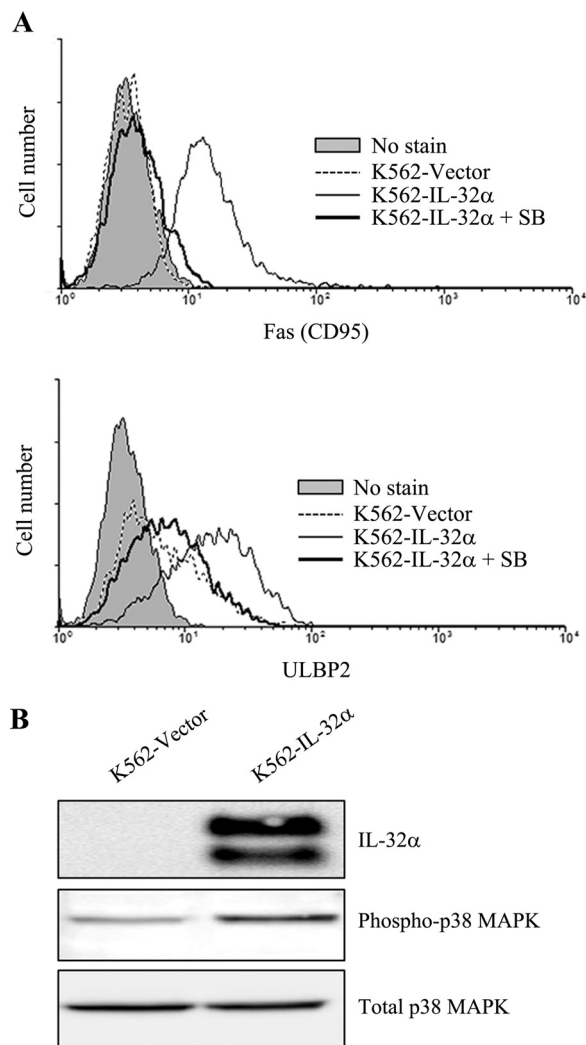 A
Cell number
No stain
K562-Vector
K562-IL-32α
K562-IL-32α + SB
10⁰ 10¹ 10² 10³ 10⁴
Fas (CD95)
Cell number
No stain
K562-Vector
K562-IL-32α
K562-IL-32α + SB
10⁰ 10¹ 10² 10³ 10⁴
ULBP2
B
K562-Vector
K562-IL-32α
IL-32α
Phospho-p38 MAPK
Total p38 MAPK